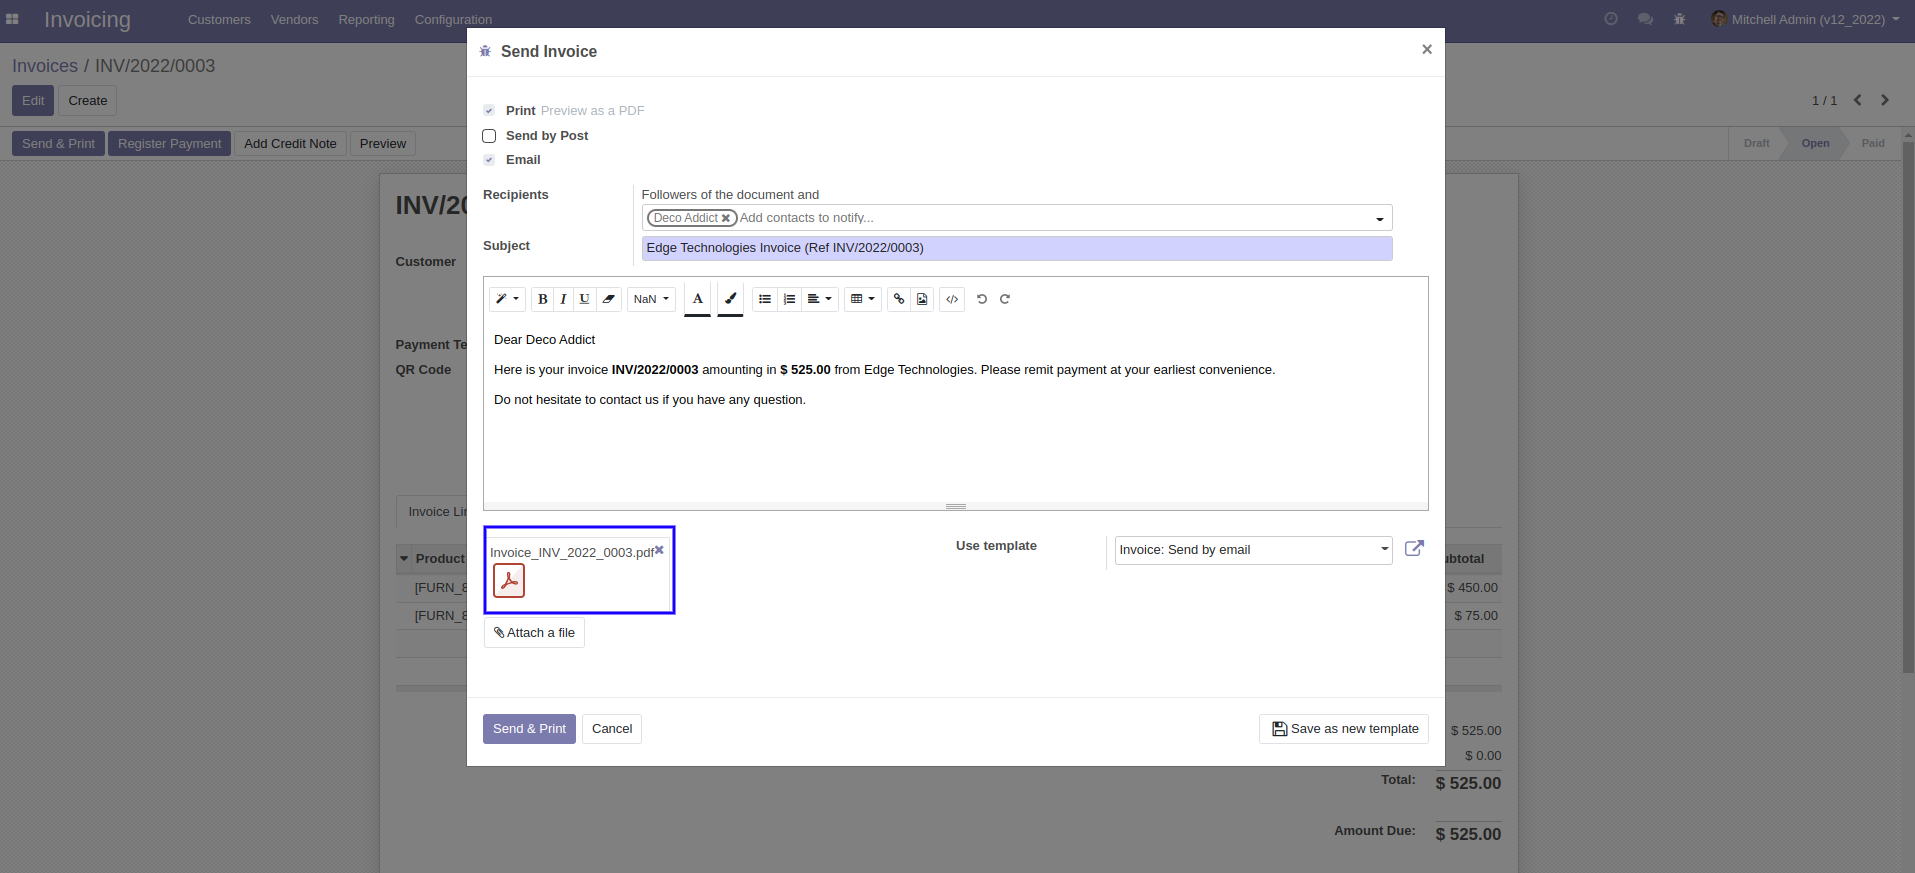 Invoicing Customers Vendors Reporting Configuration Mitchell Admin (v12_2022)
Invoices / INV/2022/0003
Edit Create 1 / 1
Send & Print Register Payment Add Credit Note Preview Draft Open Paid
Send Invoice ×
Print Preview as a PDF
Send by Post
Email
Recipients Followers of the document and
Deco Addict Add contacts to notify...
Subject Edge Technologies Invoice (Ref INV/2022/0003)
B I U NaN A
Dear Deco Addict
Here is your invoice INV/2022/0003 amounting in $ 525.00 from Edge Technologies. Please remit payment at your earliest convenience.
Do not hesitate to contact us if you have any question.
Invoice_INV_2022_0003.pdf
Use template Invoice: Send by email
Attach a file
Send & Print Cancel Save as new template
INV/20
Customer
Payment Te
QR Code
Invoice Lin
Product ubtotal
[FURN_8 $ 450.00
[FURN_8 $ 75.00
$ 525.00
$ 0.00
Total: $ 525.00
Amount Due: $ 525.00